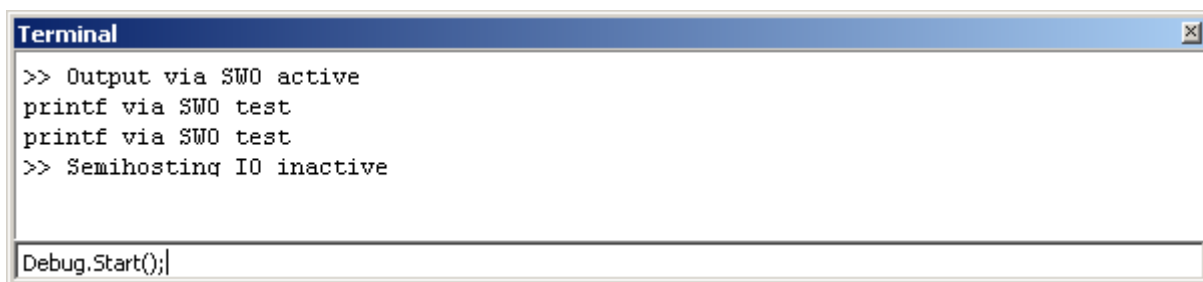 Terminal
>> Output via SWO active
printf via SWO test
printf via SWO test
>> Semihosting IO inactive
Debug.Start();